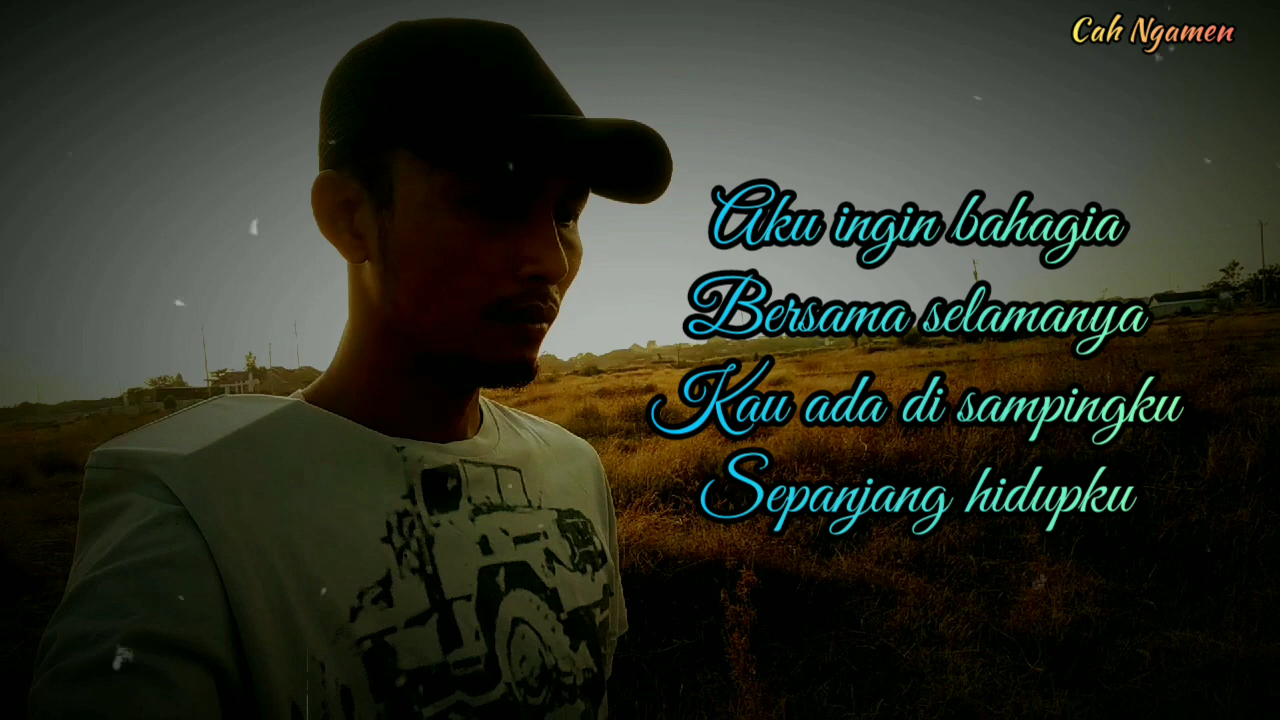 Cah Ngamen
Aku ingin bahagia
Bersama selamanya
Kau ada di sampingku
Sepanjang hidupku